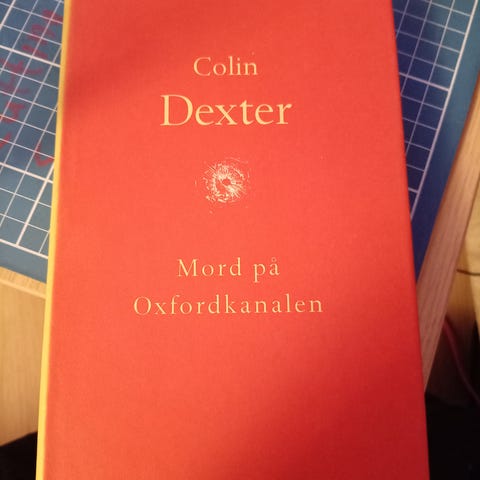 Colin
Dexter
Mord på
Oxfordkanalen